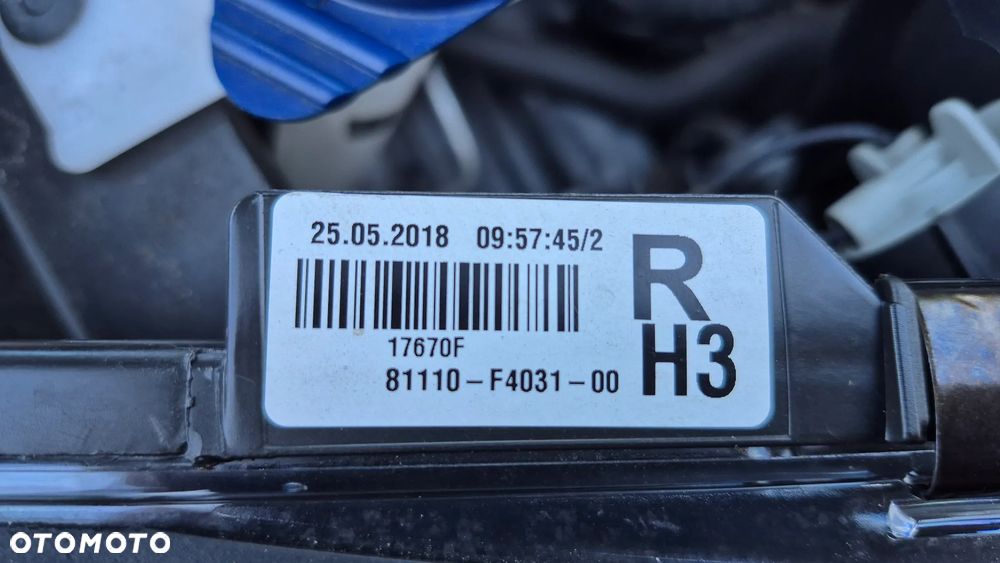 25.05.2018 09:57:45/2
R
17670F
H3
81110-F4031-00
OTOMOTO